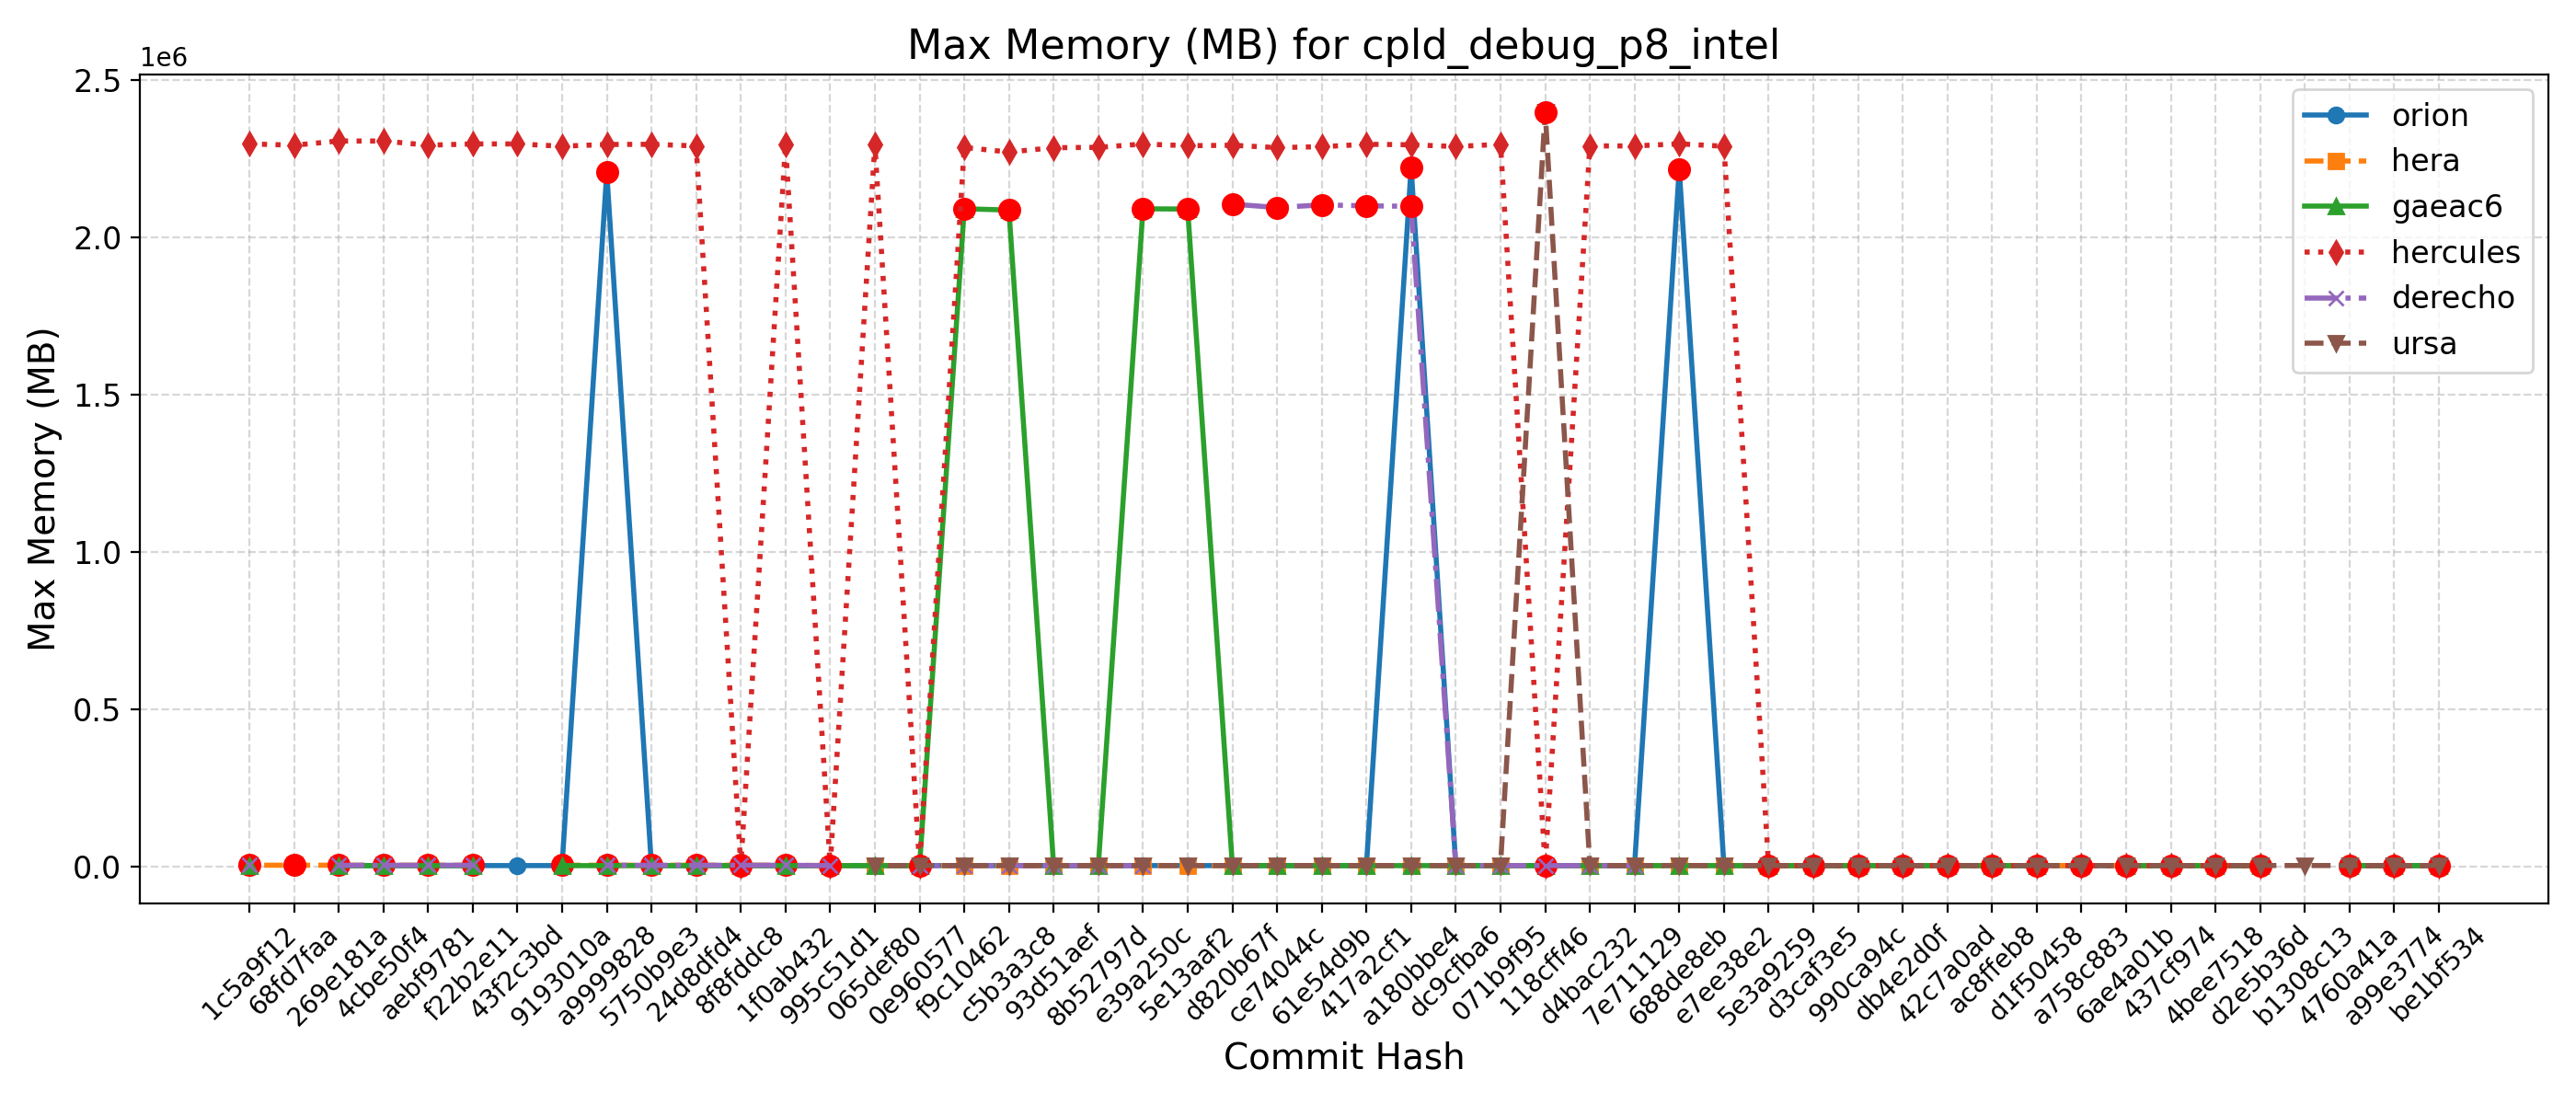 Max Memory (MB) for cpld_debug_p8_intel
1e6
2.5
2.0
1.5
1.0
0.5
0.0
Max Memory (MB)
orion
hera
gaeac6
hercules
derecho
ursa
1c5a9f12
68fd7faa
269e181a
4cbe50f4
aebf9781
f22b2e11
43f2c3bd
9193010a
a9999828
5750b9e3
24d8dfd4
8f8fddc8
1f0ab432
995c51d1
065def80
0e960577
f9c10462
c5b3a3c8
93d51aef
8b52797d
e39a250c
5e13aaf2
d820b67f
ce74044c
61e54d9b
417a2cf1
a180bbe4
dc9cfba6
071b9f95
118cff46
d4bac232
7e711129
688de8eb
e7ee38e2
5e3a9259
d3caf3e5
990ca94c
db4e2d0f
42c7a0ad
ac8ffeb8
d1f50458
a758c883
6ae4a01b
437cf974
4bee7518
d2e5b36d
b1308c13
4760a41a
a99e3774
be1bf534
Commit Hash